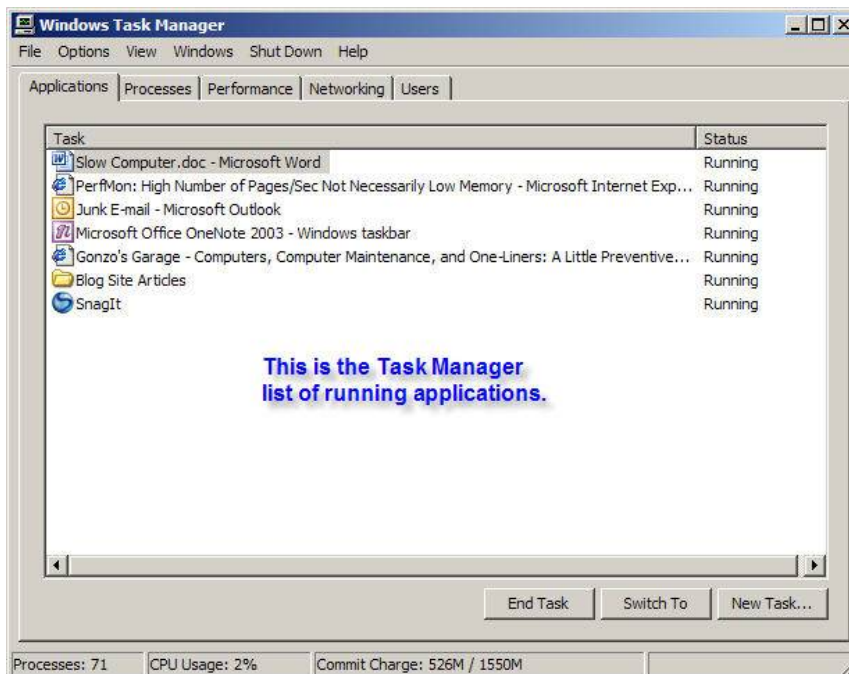 Windows Task Manager
File Options View Windows Shut Down Help
Applications Processes Performance Networking Users
Task Status
Slow Computer.doc - Microsoft Word Running
PerfMon: High Number of Pages/Sec Not Necessarily Low Memory - Microsoft Internet Exp... Running
Junk E-mail - Microsoft Outlook Running
Microsoft Office OneNote 2003 - Windows taskbar Running
Gonzo's Garage - Computers, Computer Maintenance, and One-Liners: A Little Preventive... Running
Blog Site Articles Running
SnagIt Running
This is the Task Manager
list of running applications.
End Task Switch To New Task...
Processes: 71 CPU Usage: 2% Commit Charge: 526M / 1550M